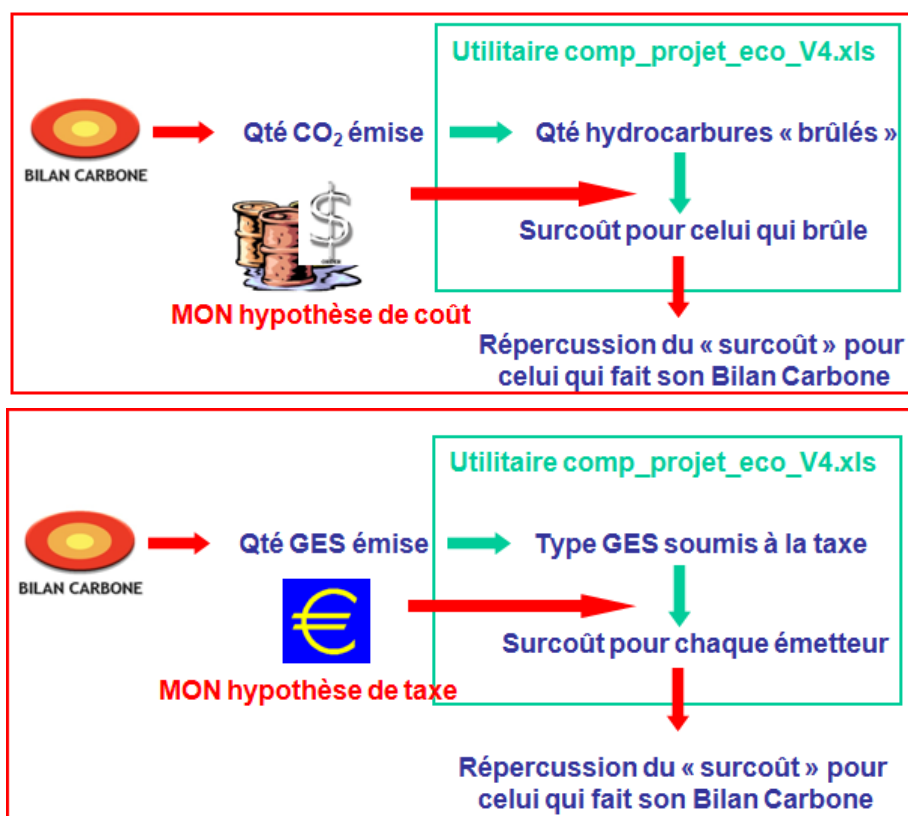 Utilitaire comp_projet_eco_V4.xls
BILAN CARBONE
Qté CO₂ émise
Qté hydrocarbures « brûlés »
$
Surcoût pour celui qui brûle
MON hypothèse de coût
Répercussion du « surcoût » pour
celui qui fait son Bilan Carbone
Utilitaire comp_projet_eco_V4.xls
BILAN CARBONE
Qté GES émise
Type GES soumis à la taxe
€
Surcoût pour chaque émetteur
MON hypothèse de taxe
Répercussion du « surcoût » pour
celui qui fait son Bilan Carbone